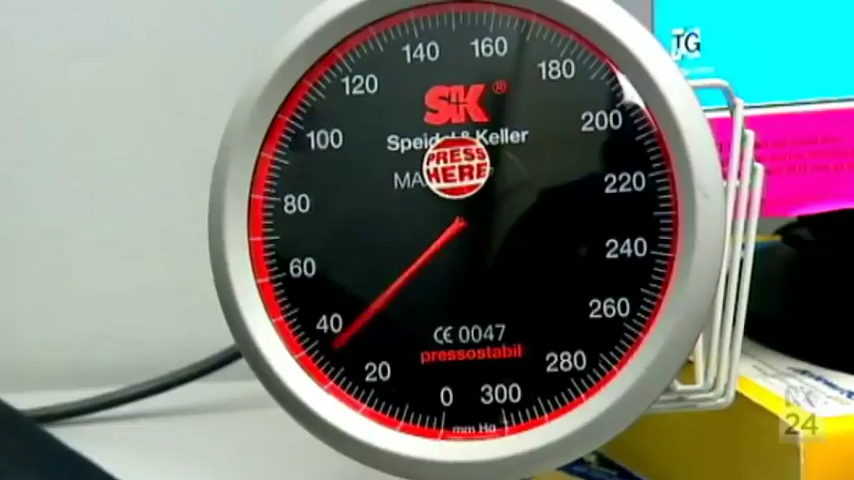 TG
140
160
120
180
S+K ®
100
200
Speidel & Keller
PRESS
HERE
MA
220
80
240
60
260
40
CE 0047
pressostabil
280
20
0
300
mm Hg
24